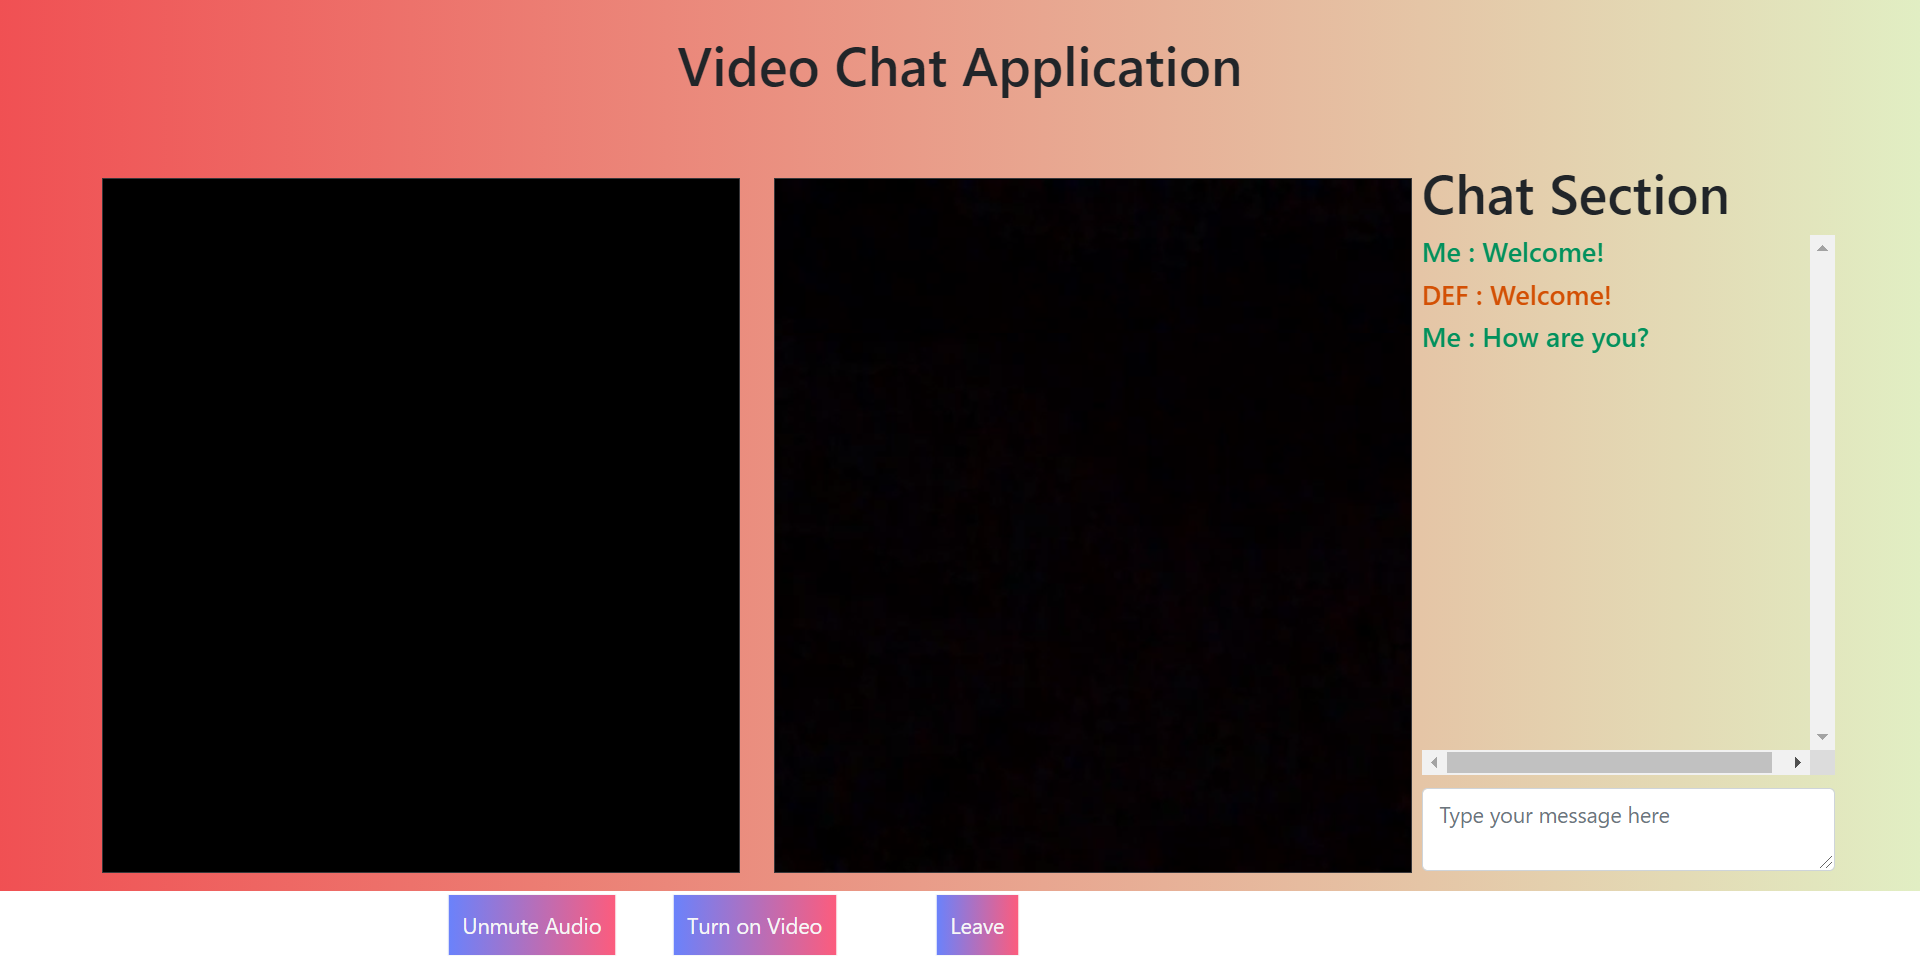 Video Chat Application
Chat Section
Me : Welcome!
DEF : Welcome!
Me : How are you?
Type your message here
Unmute Audio
Turn on Video
Leave